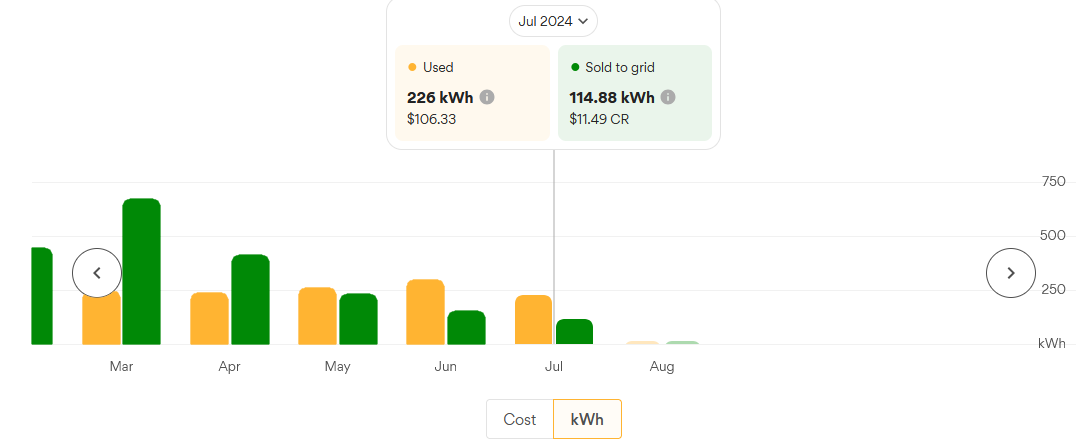 Jul 2024
Used
226 kWh
$106.33
Sold to grid
114.88 kWh
$11.49 CR
750
500
250
kWh
Mar Apr May Jun Jul Aug
Cost kWh